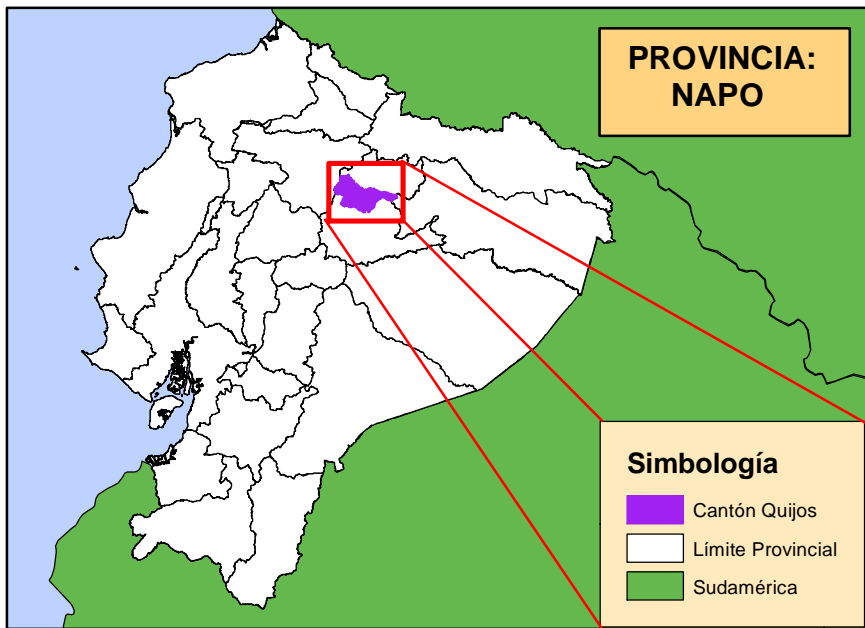 PROVINCIA:
NAPO
Simbología
Cantón Quijos
Límite Provincial
Sudamérica